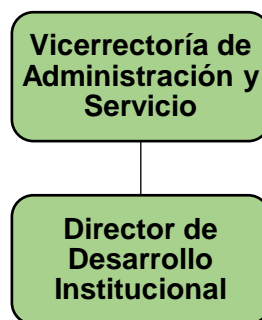 Vicerrectoría de
Administración y
Servicio
Director de
Desarrollo
Institucional